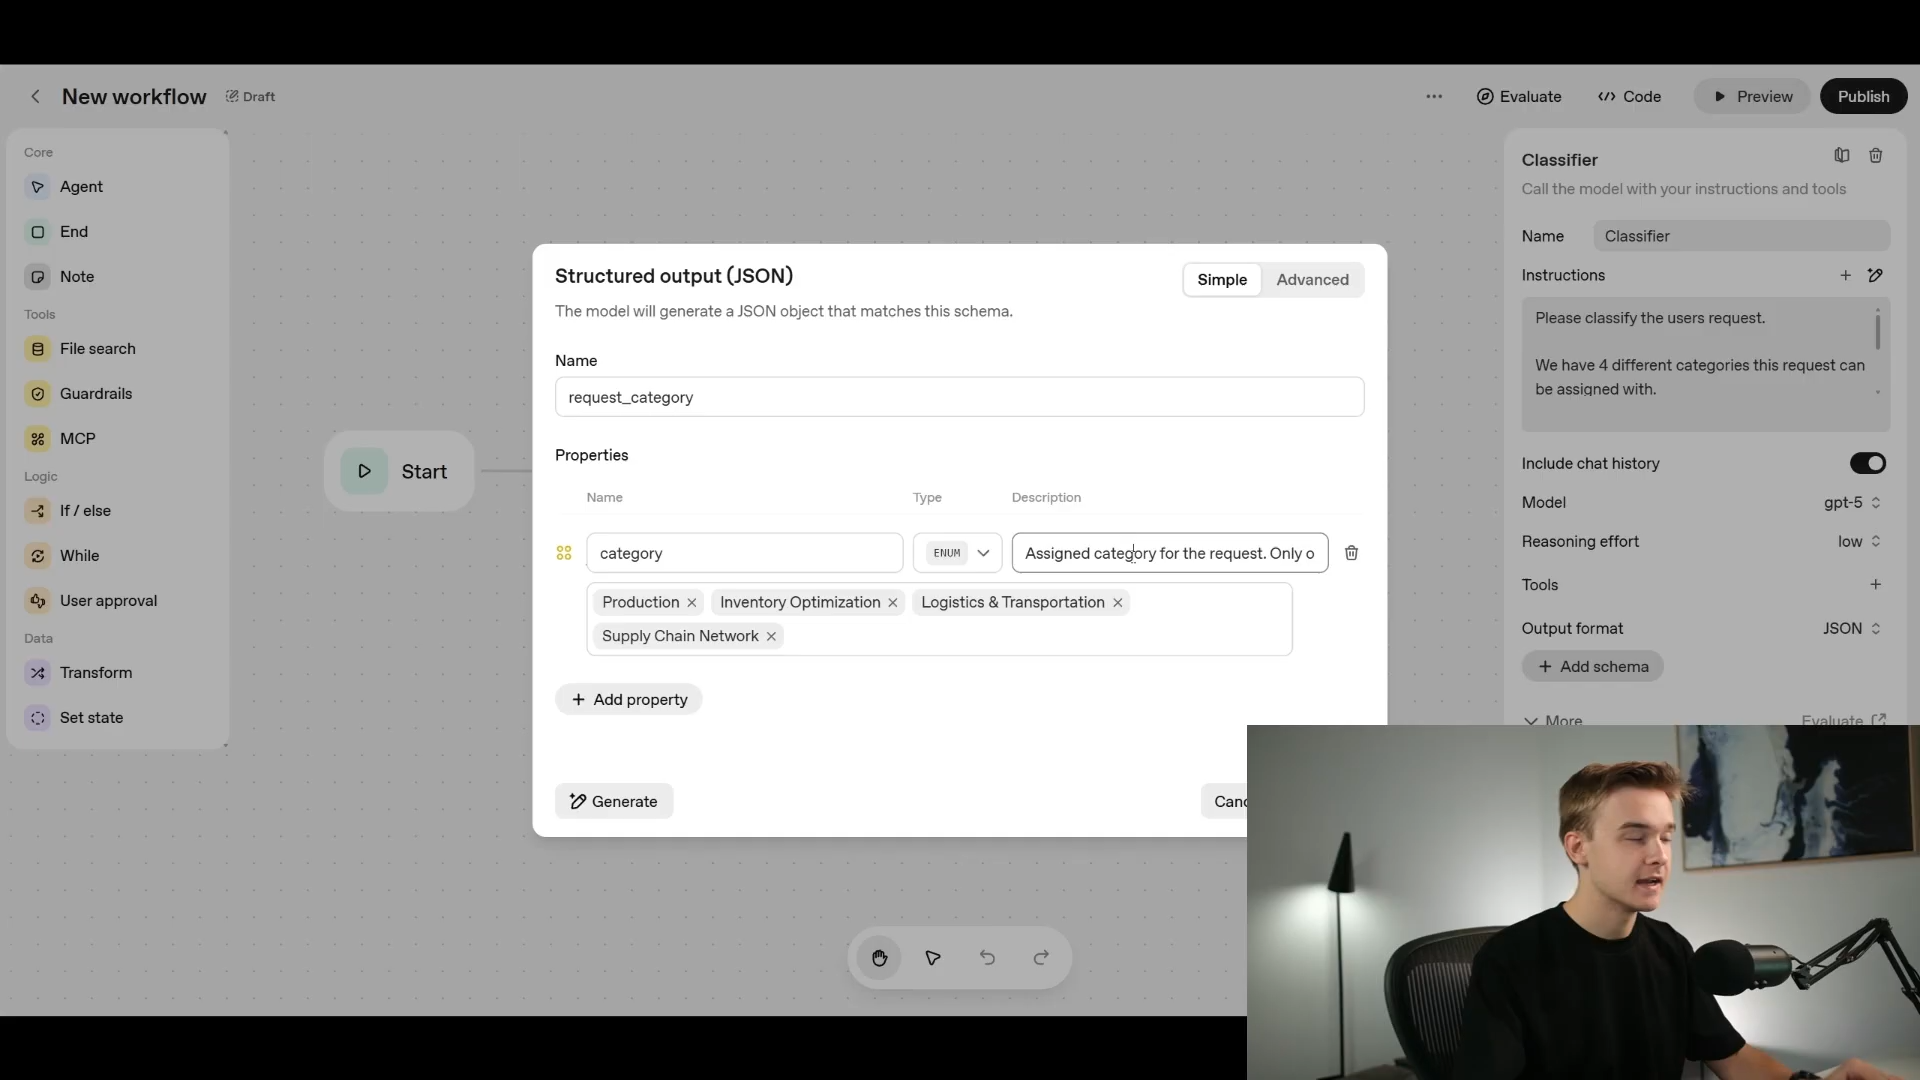 New workflow
Draft
Evaluate
Code
Preview
Publish
Core
Agent
End
Note
Tools
File search
Guardrails
MCP
Logic
If / else
While
User approval
Data
Transform
Set state
Start
Structured output (JSON)
Simple
Advanced
The model will generate a JSON object that matches this schema.
Name
request_category
Properties
Name
Type
Description
category
ENUM
Assigned category for the request. Only o
Production
Inventory Optimization
Logistics & Transportation
Supply Chain Network
Add property
Generate
Canc
Classifier
Call the model with your instructions and tools
Name
Classifier
Instructions
Please classify the users request.
We have 4 different categories this request can
be assigned with.
Include chat history
Model
gpt-5
Reasoning effort
low
Tools
Output format
JSON
Add schema
More
Evaluate